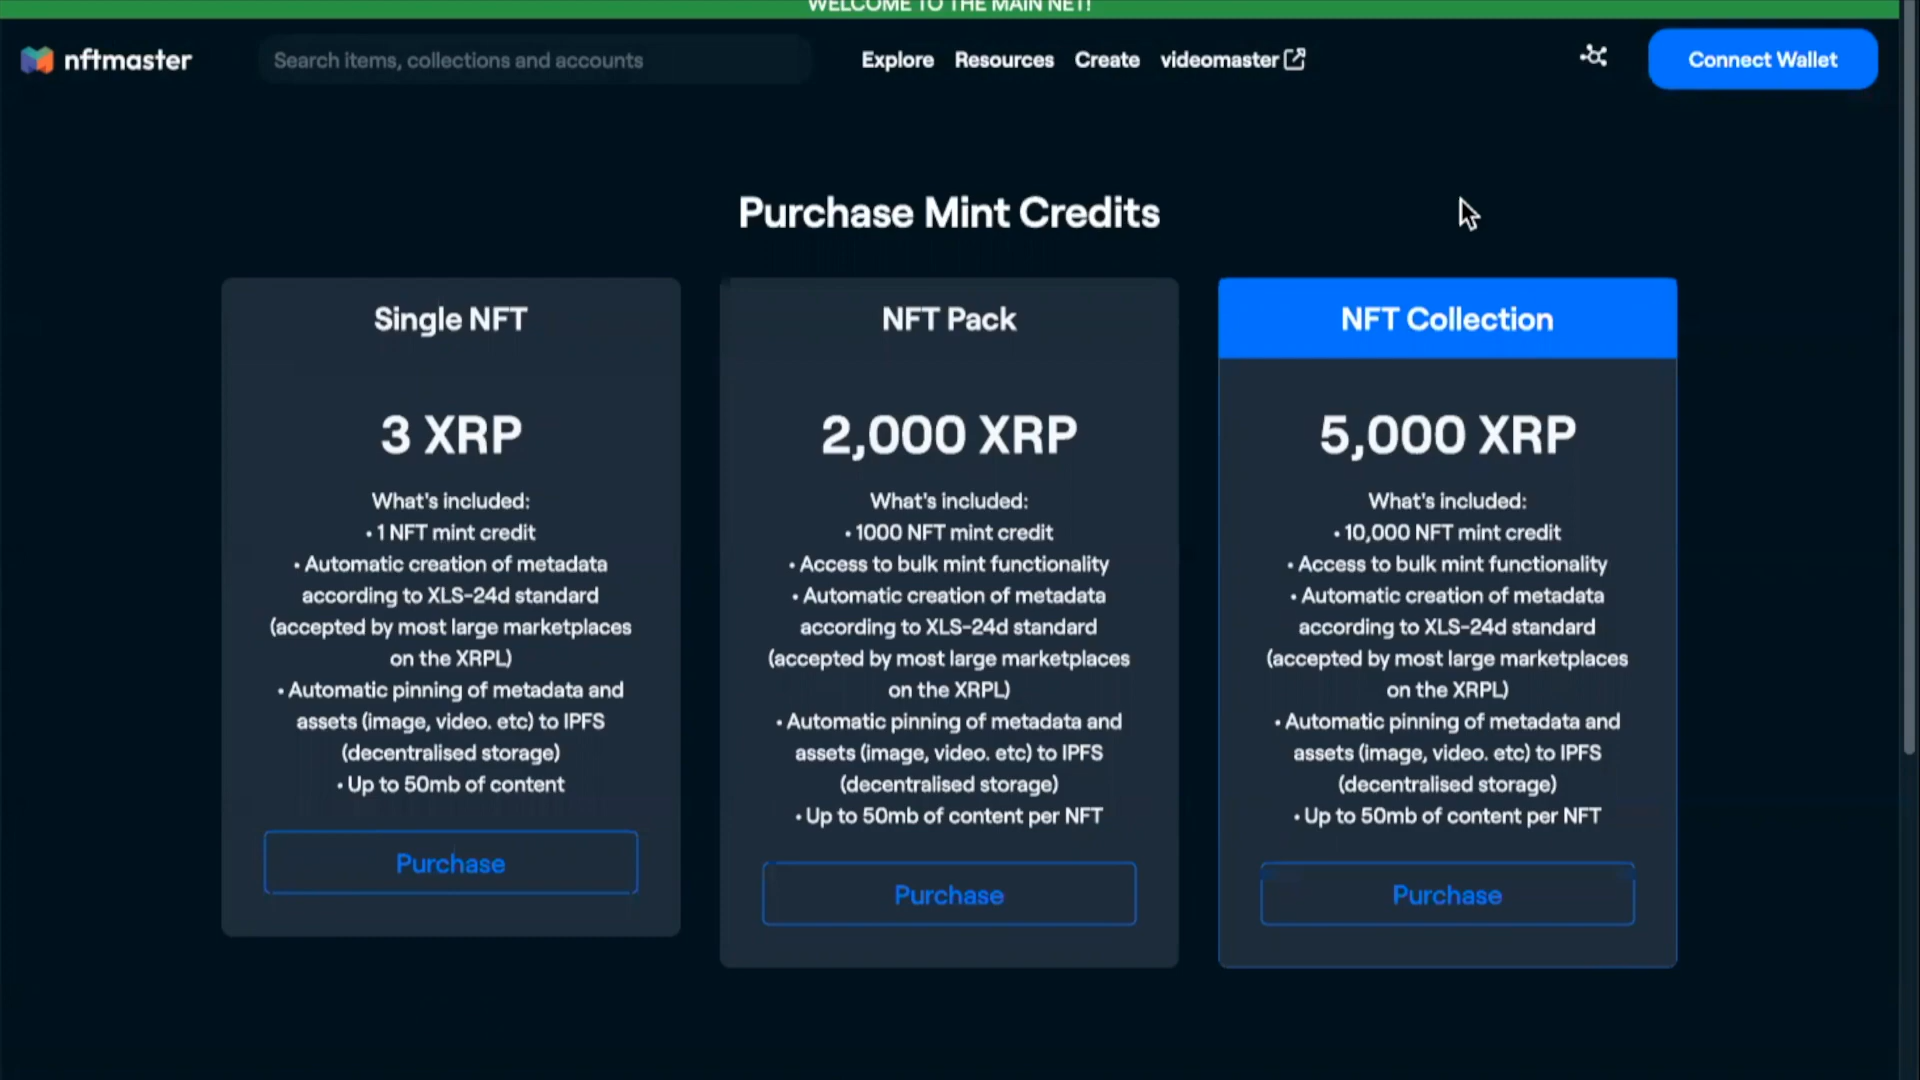 WELCOME TO THE MAIN NET!
nftmaster
Search items, collections and accounts
Explore
Resources
Create
videomaster
Connect Wallet
Purchase Mint Credits
Single NFT
3 XRP
What's included:
• 1 NFT mint credit
• Automatic creation of metadata
according to XLS-24d standard
(accepted by most large marketplaces
on the XRPL)
• Automatic pinning of metadata and
assets (image, video. etc) to IPFS
(decentralised storage)
• Up to 50mb of content
Purchase
NFT Pack
2,000 XRP
What's included:
• 1000 NFT mint credit
• Access to bulk mint functionality
• Automatic creation of metadata
according to XLS-24d standard
(accepted by most large marketplaces
on the XRPL)
• Automatic pinning of metadata and
assets (image, video. etc) to IPFS
(decentralised storage)
• Up to 50mb of content per NFT
Purchase
NFT Collection
5,000 XRP
What's included:
• 10,000 NFT mint credit
• Access to bulk mint functionality
• Automatic creation of metadata
according to XLS-24d standard
(accepted by most large marketplaces
on the XRPL)
• Automatic pinning of metadata and
assets (image, video. etc) to IPFS
(decentralised storage)
• Up to 50mb of content per NFT
Purchase